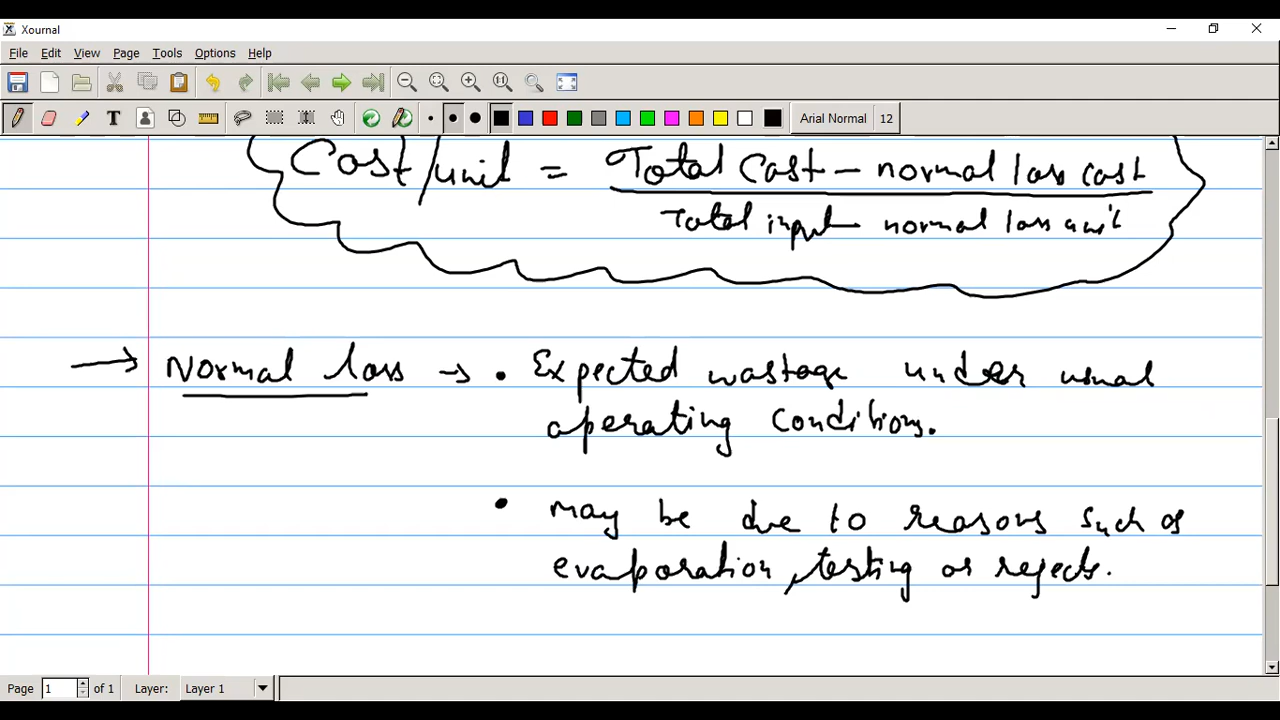 Xournal
File Edit View Page Tools Options Help
Arial Normal 12
Cost/unit = Total Cost - normal loss cost
Total input - normal loss unit
→ Normal loss → • Expected wastage under usual
operating conditions.
• may be due to reasons such as
evaporation, testing or rejects.
Page 1 of 1 Layer: Layer 1